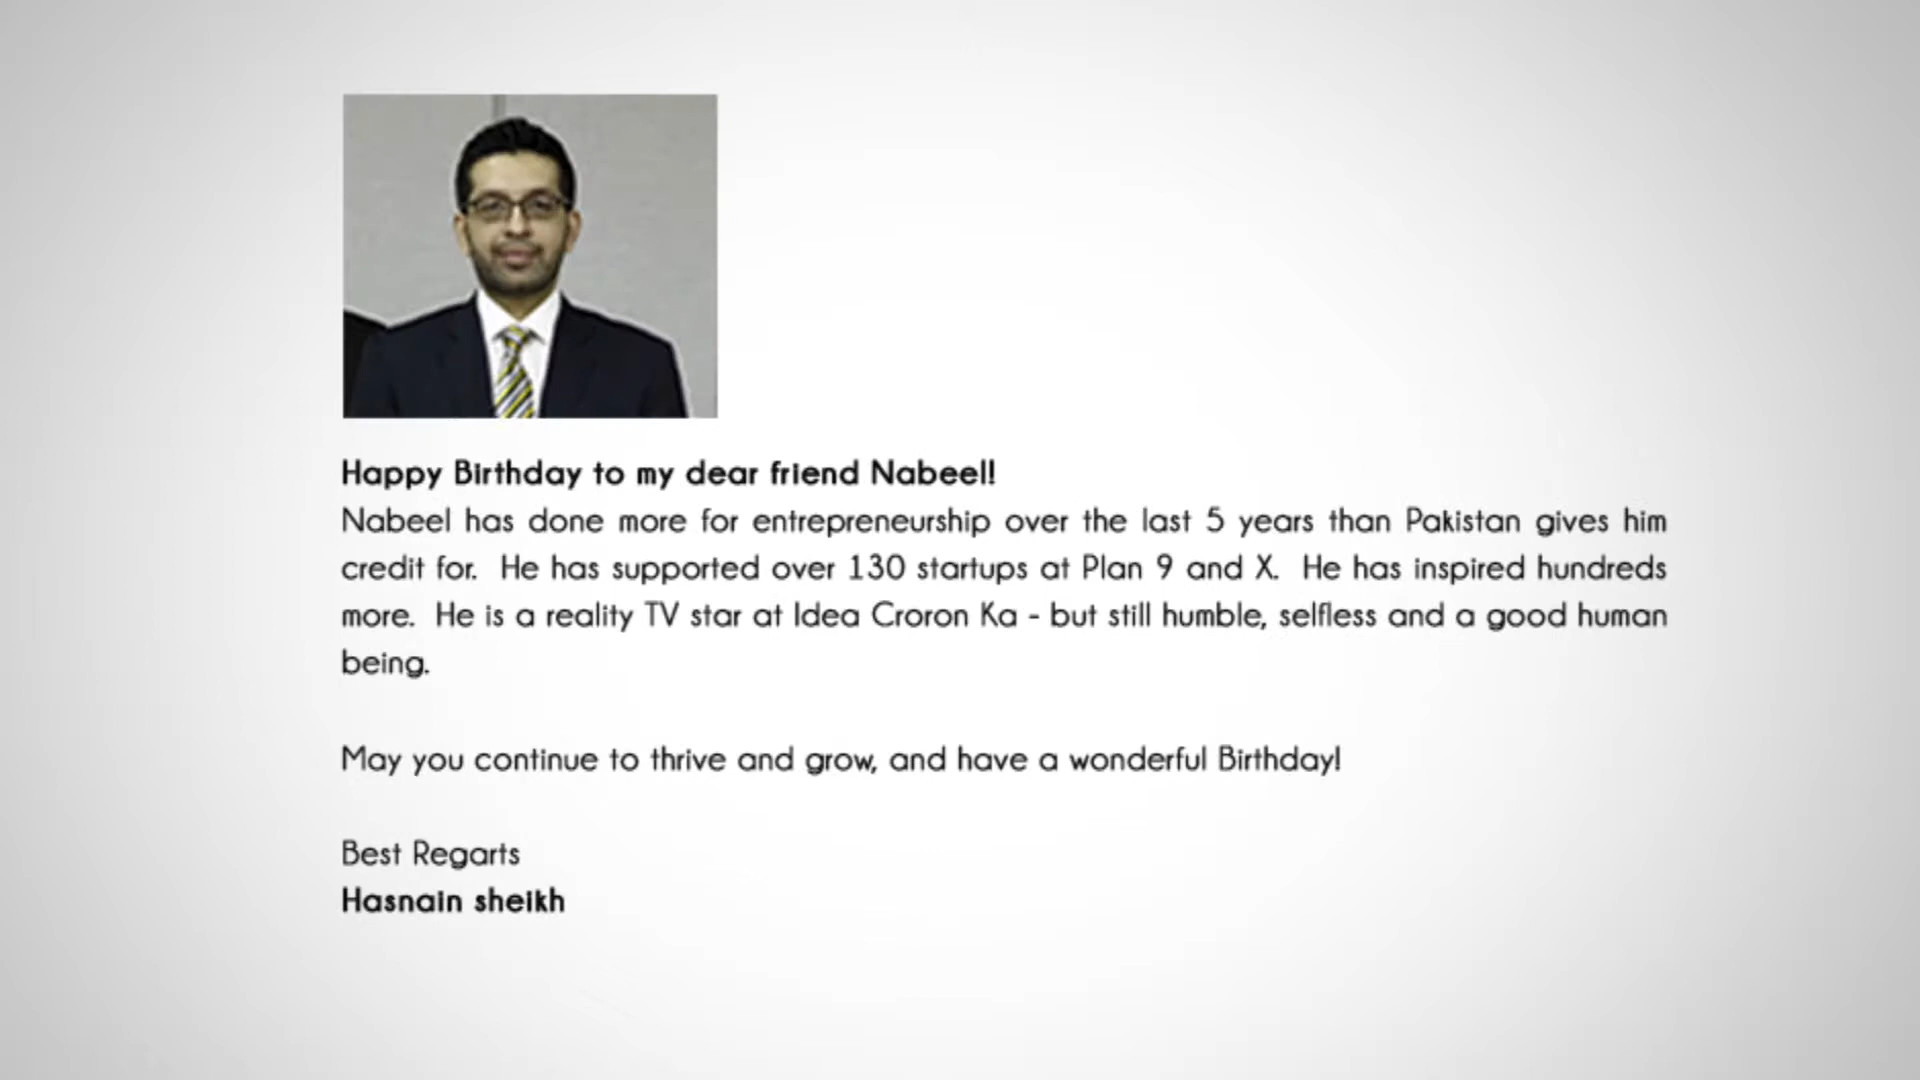 Happy Birthday to my dear friend Nabeel!
Nabeel has done more for entrepreneurship over the last 5 years than Pakistan gives him
credit for. He has supported over 130 startups at Plan 9 and X. He has inspired hundreds
more. He is a reality TV star at Idea Croron Ka - but still humble, selfless and a good human
being.
May you continue to thrive and grow, and have a wonderful Birthday!
Best Regarts
Hasnain sheikh